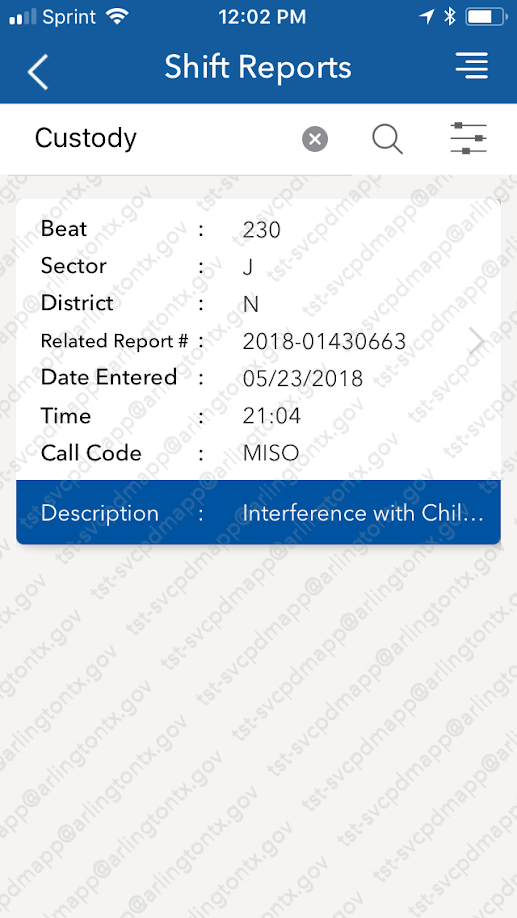 Sprint 12:02 PM
Shift Reports
Custody
Beat : 230
Sector : J
District : N
Related Report # : 2018-01430663
Date Entered : 05/23/2018
Time : 21:04
Call Code : MISO
Description : Interference with Chil...
tst-svcpdmapp@arlingtontx.gov